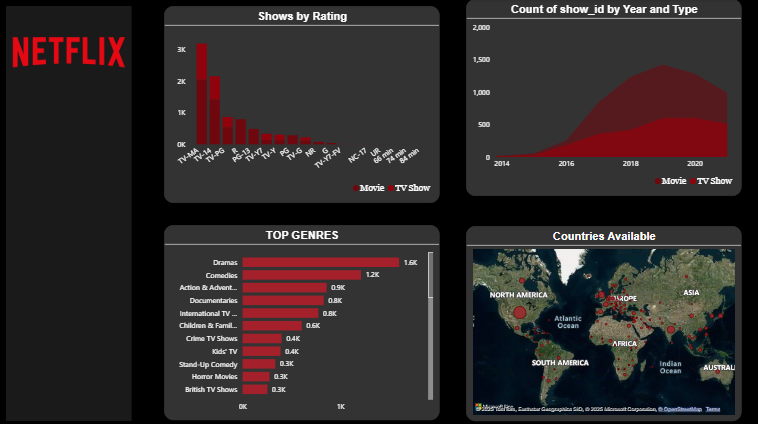 NETFLIX
Shows by Rating
3K
2K
1K
0K
TV-MA
TV-14
TV-PG
R
PG-13
TV-Y7
TV-Y
PG
TV-G
NR
G
TV-Y7-FV
NC-17
UR
66 min
74 min
84 min
Movie TV Show
Count of show_id by Year and Type
2,000
1,500
1,000
500
0
2014 2016 2018 2020
Movie TV Show
TOP GENRES
Dramas 1.6K
Comedies 1.2K
Action & Advent... 0.9K
Documentaries 0.8K
International TV ... 0.8K
Children & Famil... 0.6K
Crime TV Shows 0.4K
Kids' TV 0.4K
Stand-Up Comedy 0.3K
Horror Movies 0.3K
British TV Shows 0.3K
0K 1K
Countries Available
NORTH AMERICA
EUROPE
ASIA
Atlantic
Ocean
AFRICA
SOUTH AMERICA
Indian
Ocean
AUSTRAL
Microsoft Bing
© 2025 TomTom, Earthstar Geographics SIO, © 2025 Microsoft Corporation, © OpenStreetMap Terms